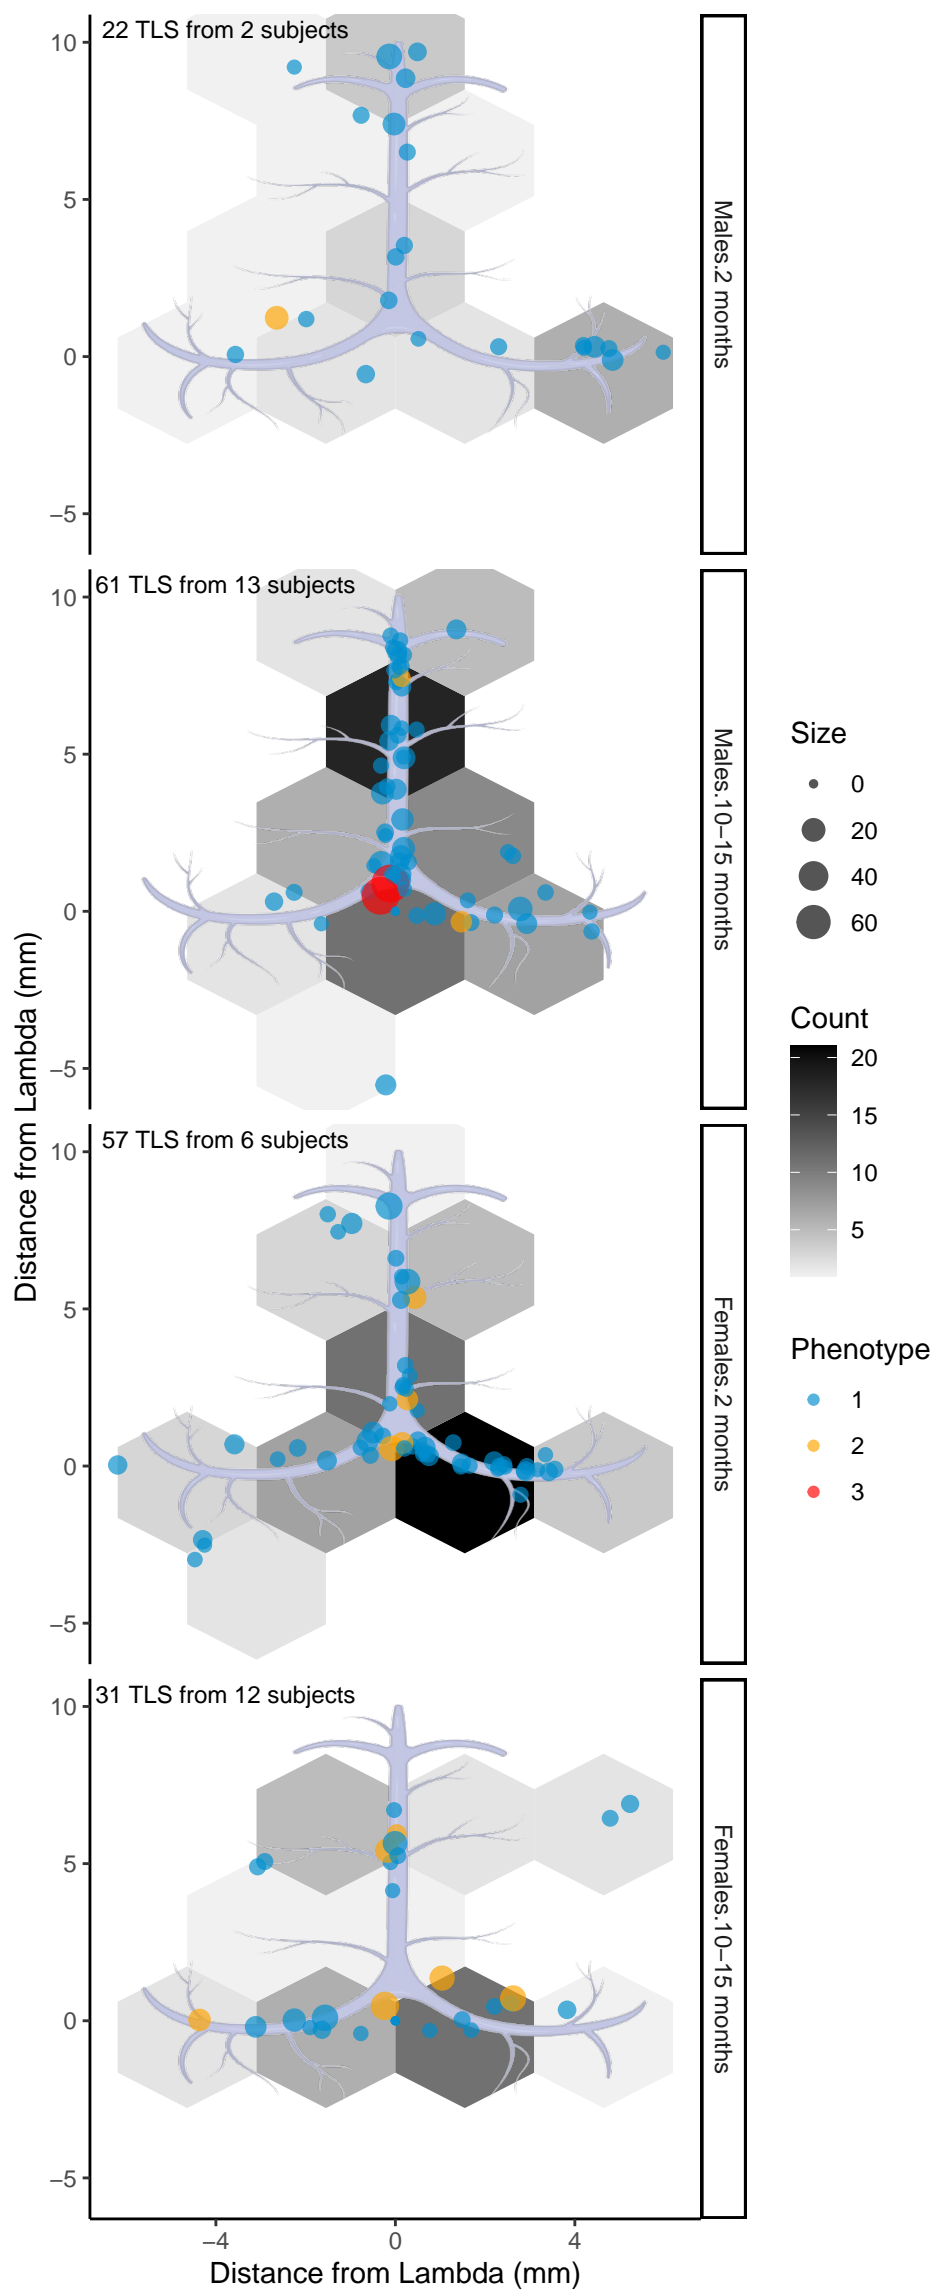 22 TLS from 2 subjects
10
5
0
−5
Males.2 months
61 TLS from 13 subjects
10
5
0
−5
Males.10−15 months
57 TLS from 6 subjects
10
5
0
−5
Females.2 months
31 TLS from 12 subjects
10
5
0
−5
Females.10−15 months
−4
0
4
Distance from Lambda (mm)
Distance from Lambda (mm)
Size
0
20
40
60
Count
20
15
10
5
Phenotype
1
2
3